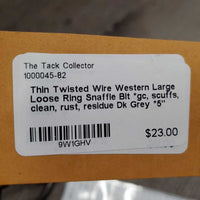 The Tack Collector
1000045-82
Thin Twisted Wire Western Large
Loose Ring Snaffle Bit *gc, scuffs,
clean, rust, residue Dk Grey *5"
9W1GHV
$23.00